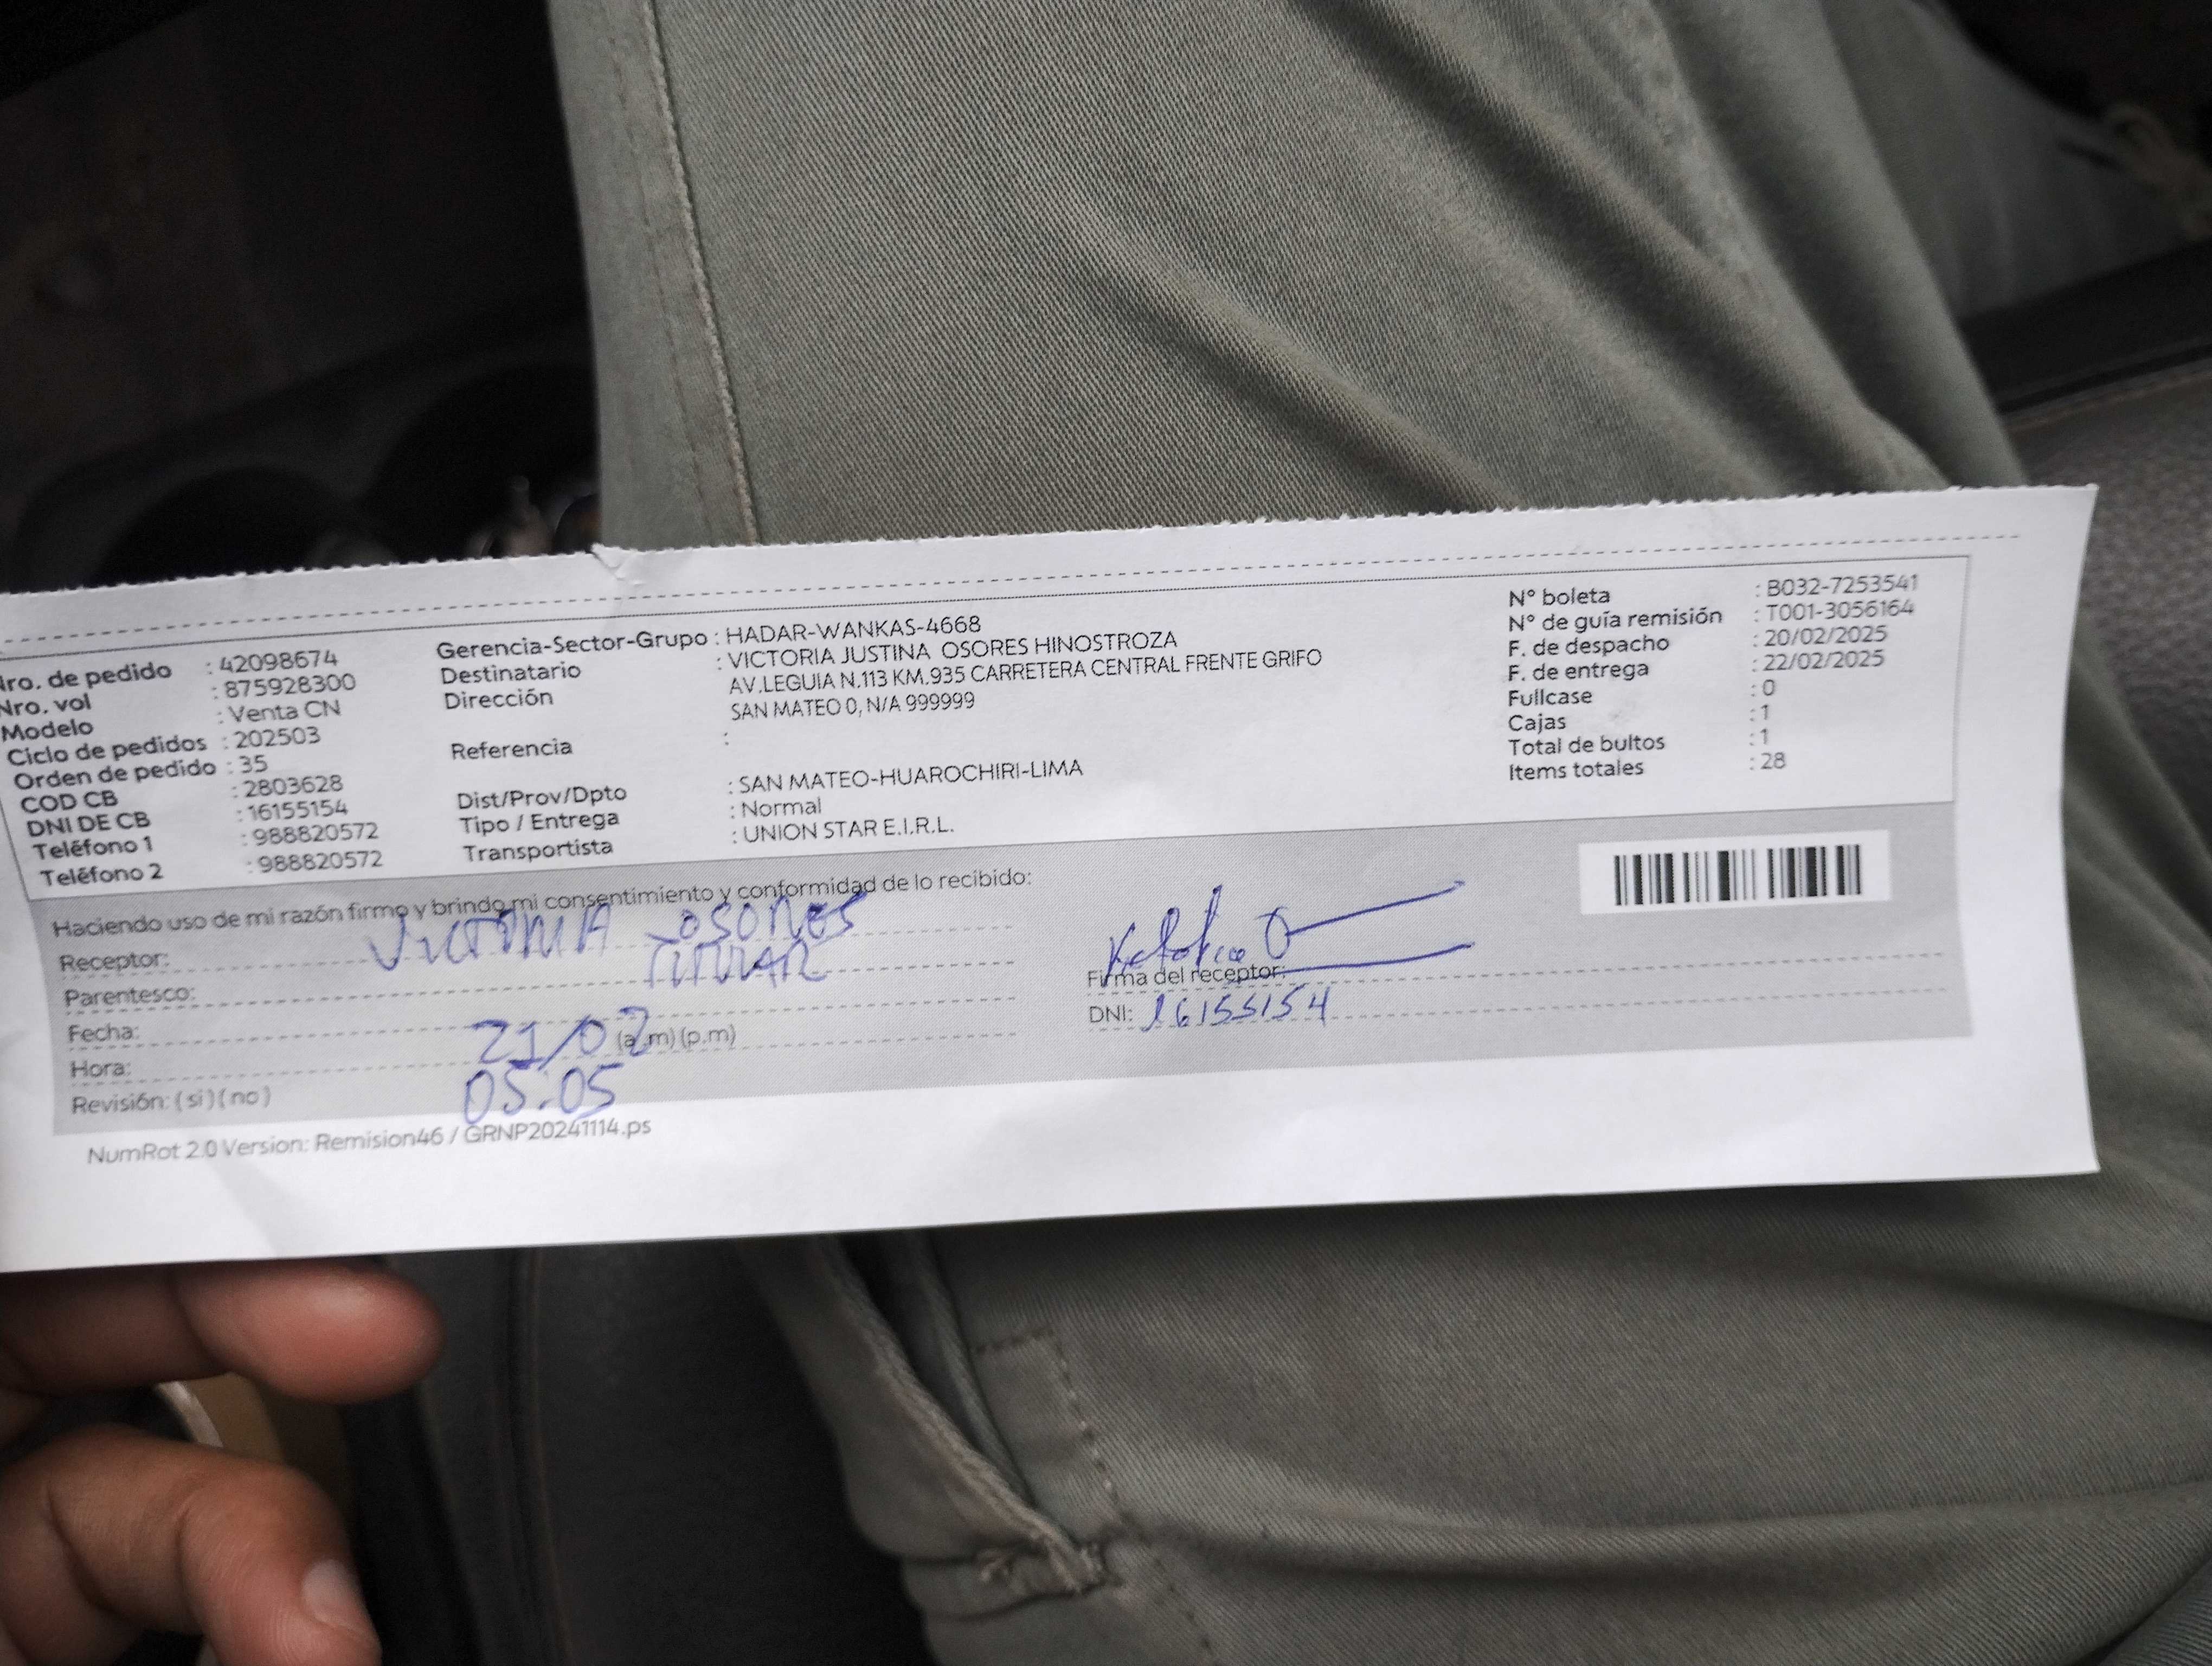 Nro. de pedido : 42098674
Nro. vol : 875928300
Modelo : Venta CN
Ciclo de pedidos : 202503
Orden de pedido : 35
COD CB : 2803628
DNI DE CB : 16155154
Teléfono 1 : 988820572
Teléfono 2 : 988820572
Gerencia-Sector-Grupo : HADAR-WANKAS-4668
Destinatario : VICTORIA JUSTINA OSORES HINOSTROZA
Dirección AV.LEGUIA N.113 KM.935 CARRETERA CENTRAL FRENTE GRIFO
SAN MATEO 0, N/A 999999
Referencia :
Dist/Prov/Dpto : SAN MATEO-HUAROCHIRI-LIMA
Tipo / Entrega : Normal
Transportista : UNION STAR E.I.R.L.
N° boleta : B032-7253541
N° de guía remisión : T001-3056164
F. de despacho : 20/02/2025
F. de entrega : 22/02/2025
Fullcase : 0
Cajas : 1
Total de bultos : 1
Items totales : 28
Haciendo uso de mi razón firmo y brindo mi consentimiento y conformidad de lo recibido:
Receptor: VICTORIA OSORES
Parentesco: TITULAR
Fecha: 21/02
Hora: 05:05 (a.m) (p.m)
Revisión: ( si ) ( no )
Firma del receptor:
DNI: 16155154
NumRot 2.0 Version: Remision46 / GRNP20241114.ps